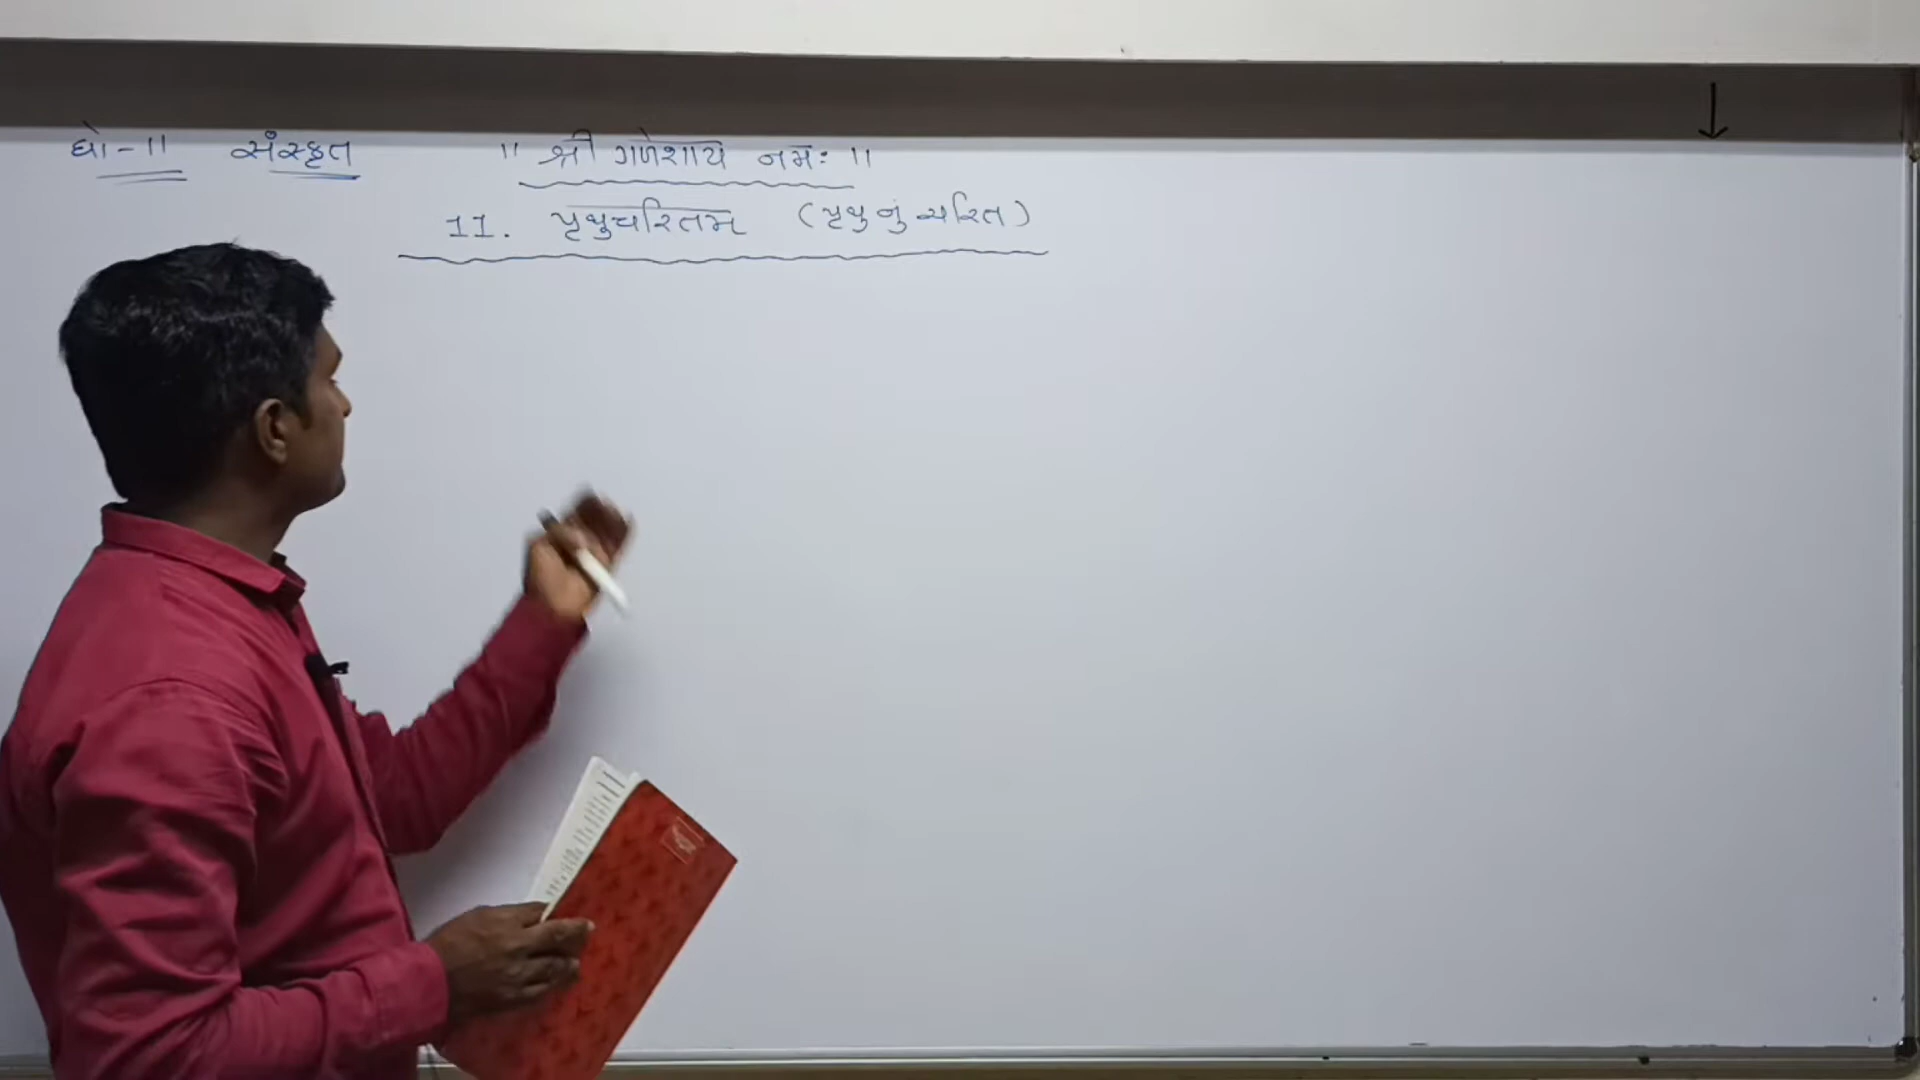 ધો-11 સંસ્કૃત "શ્રી ગણેશાય નમઃ"
11. પૃથુચરિતમ્ (પૃથુનું ચરિત)